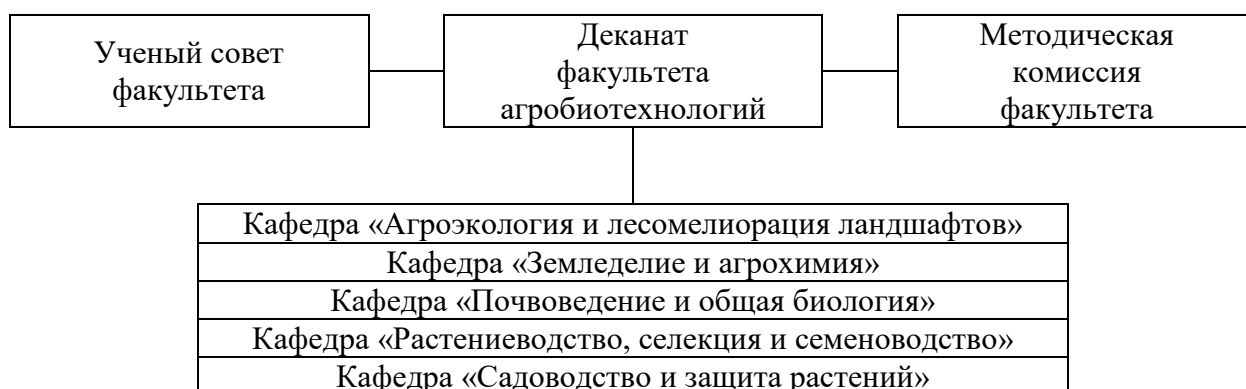 Ученый совет
факультета
Деканат
факультета
агробиотехнологий
Методическая
комиссия
факультета
Кафедра «Агроэкология и лесомелиорация ландшафтов»
Кафедра «Земледелие и агрохимия»
Кафедра «Почвоведение и общая биология»
Кафедра «Растениеводство, селекция и семеноводство»
Кафедра «Садоводство и защита растений»